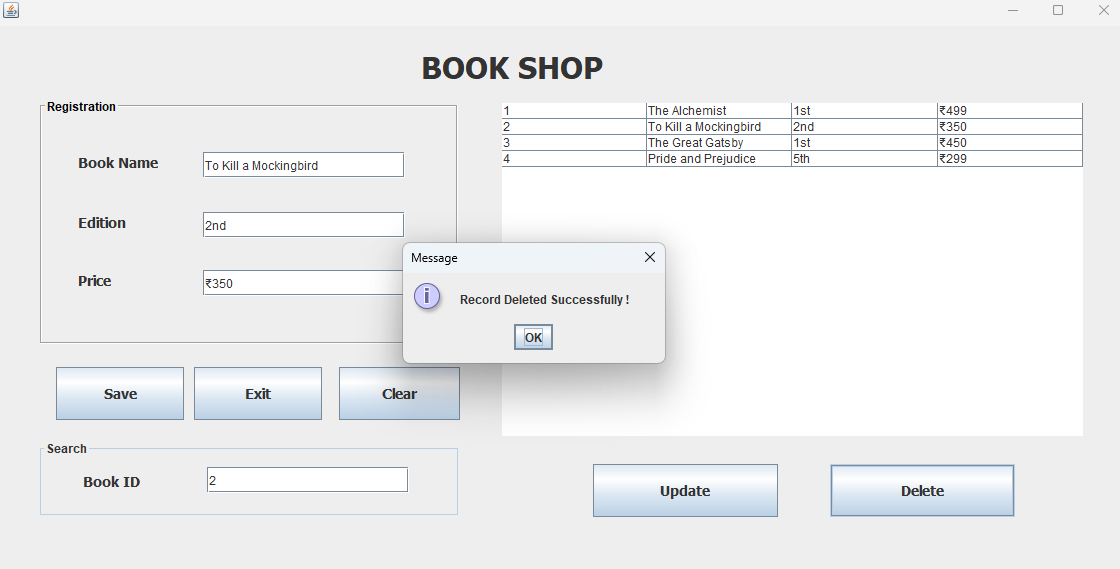 BOOK SHOP
Registration
Book Name To Kill a Mockingbird
Edition 2nd
Price ₹350
Save Exit Clear
Search
Book ID 2
1 The Alchemist 1st ₹499
2 To Kill a Mockingbird 2nd ₹350
3 The Great Gatsby 1st ₹450
4 Pride and Prejudice 5th ₹299
Message
Record Deleted Successfully !
OK
Update Delete